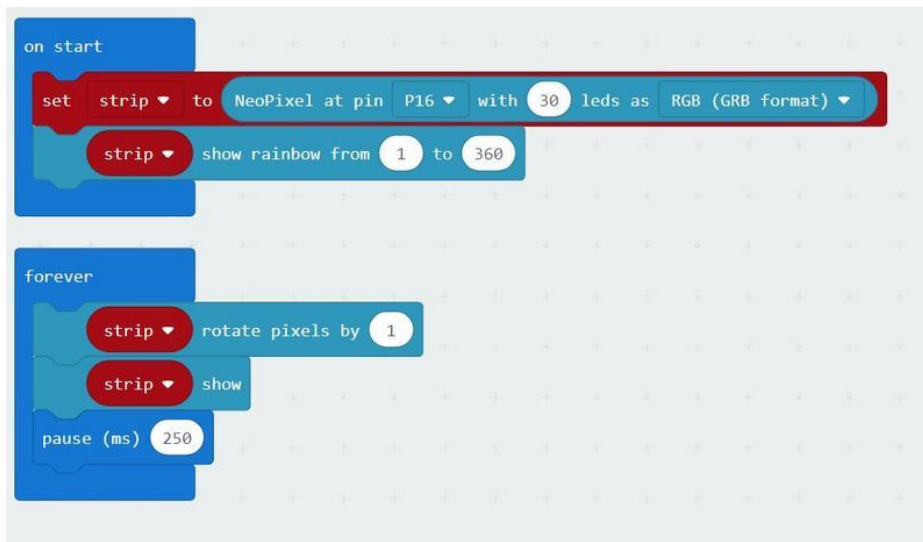 on start
set strip to NeoPixel at pin P16 with 30 leds as RGB (GRB format)
strip show rainbow from 1 to 360
forever
strip rotate pixels by 1
strip show
pause (ms) 250